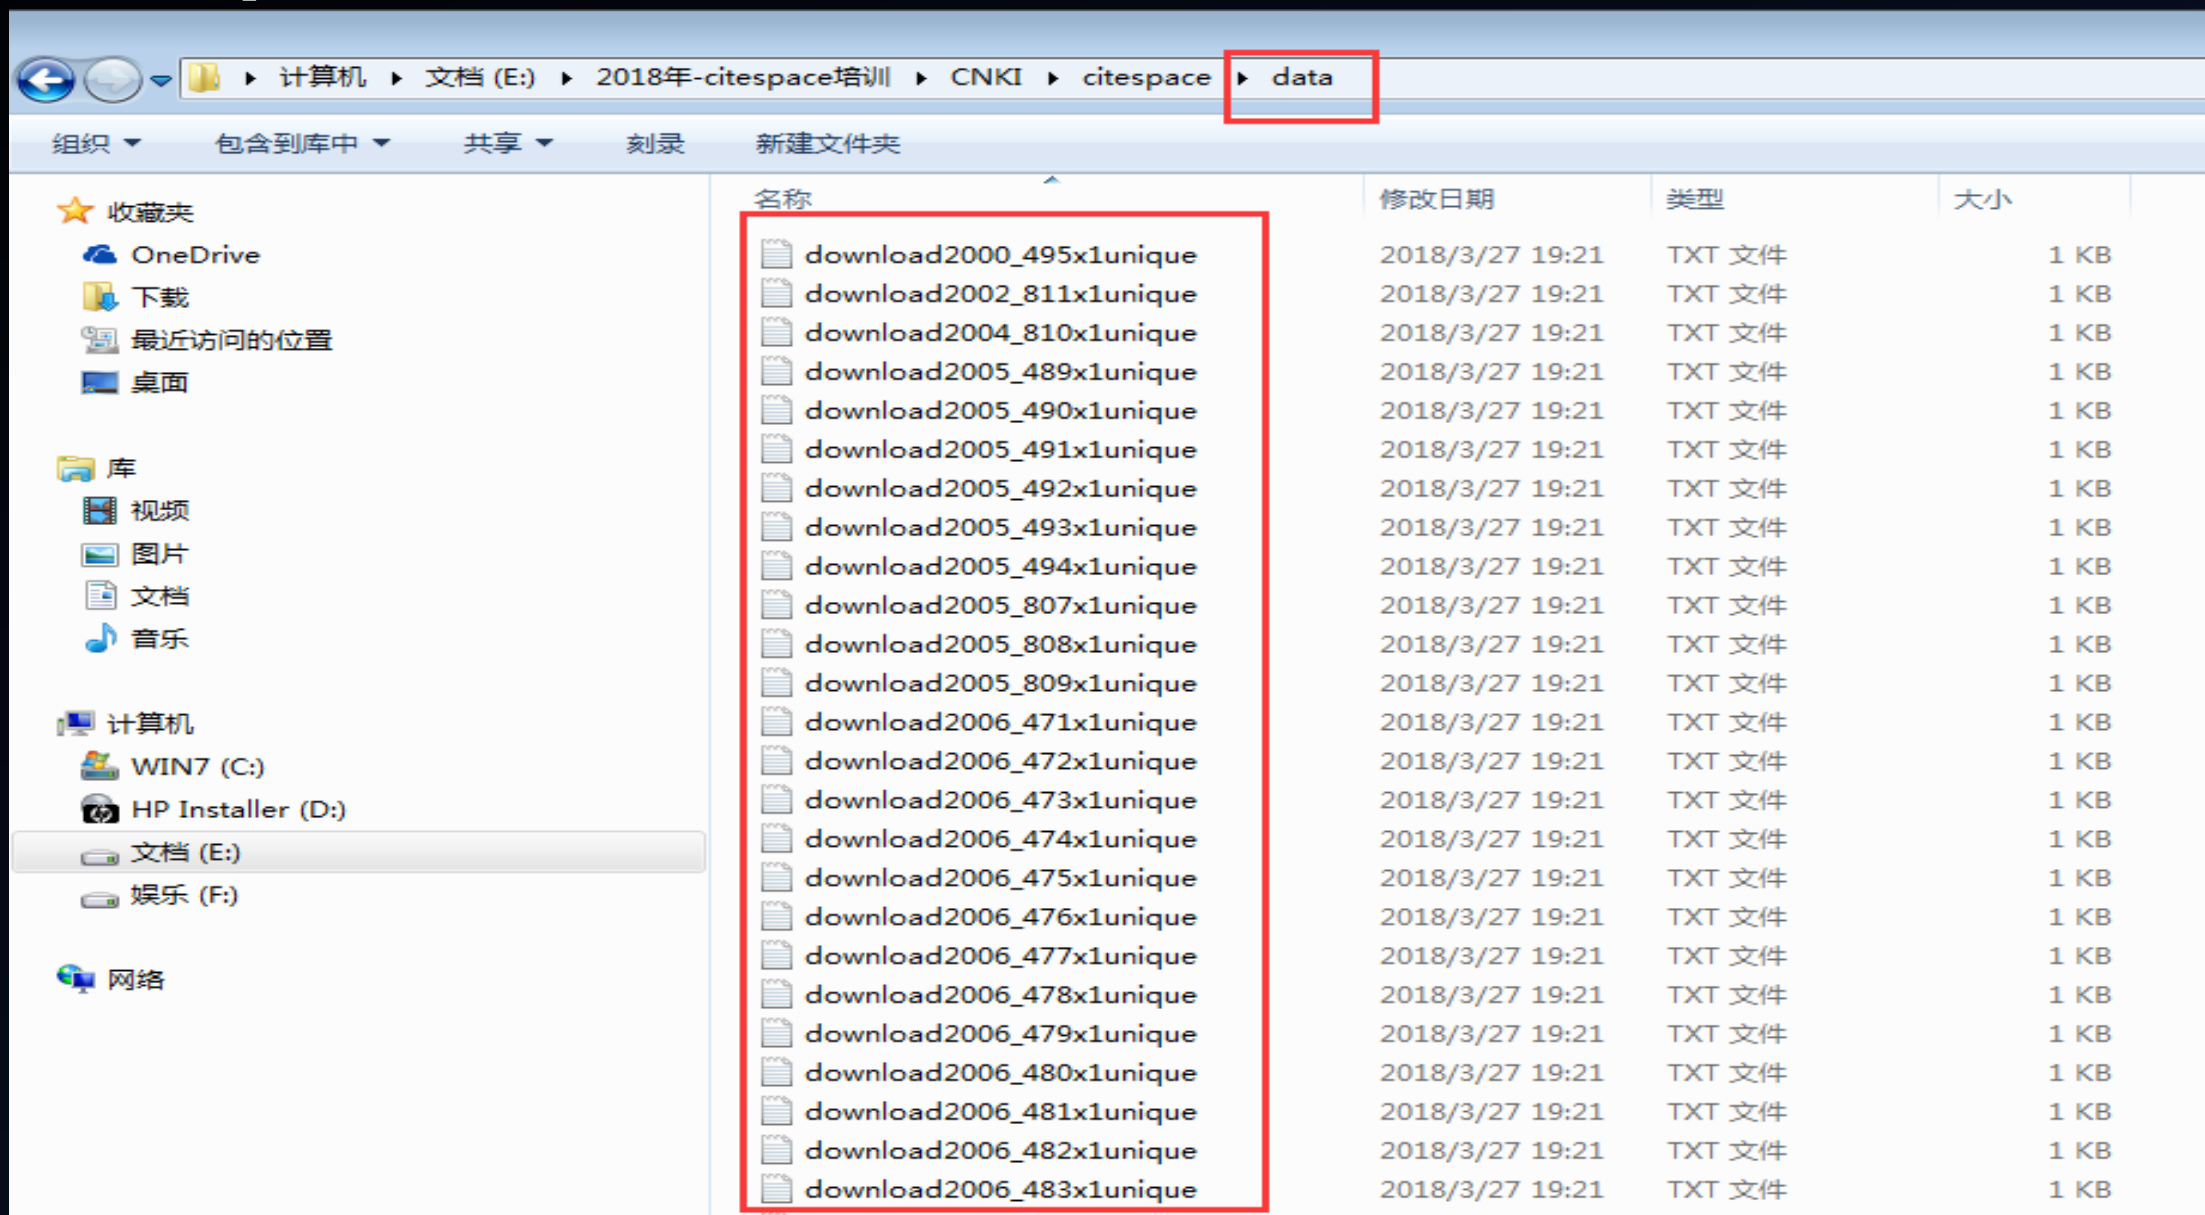 计算机 文档 (E:) 2018年-citespace培训 CNKI citespace data
组织 包含到库中 共享 刻录 新建文件夹
收藏夹
OneDrive
下载
最近访问的位置
桌面
库
视频
图片
文档
音乐
计算机
WIN7 (C:)
HP Installer (D:)
文档 (E:)
娱乐 (F:)
网络
名称 修改日期 类型 大小
download2000_495x1unique 2018/3/27 19:21 TXT 文件 1 KB
download2002_811x1unique 2018/3/27 19:21 TXT 文件 1 KB
download2004_810x1unique 2018/3/27 19:21 TXT 文件 1 KB
download2005_489x1unique 2018/3/27 19:21 TXT 文件 1 KB
download2005_490x1unique 2018/3/27 19:21 TXT 文件 1 KB
download2005_491x1unique 2018/3/27 19:21 TXT 文件 1 KB
download2005_492x1unique 2018/3/27 19:21 TXT 文件 1 KB
download2005_493x1unique 2018/3/27 19:21 TXT 文件 1 KB
download2005_494x1unique 2018/3/27 19:21 TXT 文件 1 KB
download2005_807x1unique 2018/3/27 19:21 TXT 文件 1 KB
download2005_808x1unique 2018/3/27 19:21 TXT 文件 1 KB
download2005_809x1unique 2018/3/27 19:21 TXT 文件 1 KB
download2006_471x1unique 2018/3/27 19:21 TXT 文件 1 KB
download2006_472x1unique 2018/3/27 19:21 TXT 文件 1 KB
download2006_473x1unique 2018/3/27 19:21 TXT 文件 1 KB
download2006_474x1unique 2018/3/27 19:21 TXT 文件 1 KB
download2006_475x1unique 2018/3/27 19:21 TXT 文件 1 KB
download2006_476x1unique 2018/3/27 19:21 TXT 文件 1 KB
download2006_477x1unique 2018/3/27 19:21 TXT 文件 1 KB
download2006_478x1unique 2018/3/27 19:21 TXT 文件 1 KB
download2006_479x1unique 2018/3/27 19:21 TXT 文件 1 KB
download2006_480x1unique 2018/3/27 19:21 TXT 文件 1 KB
download2006_481x1unique 2018/3/27 19:21 TXT 文件 1 KB
download2006_482x1unique 2018/3/27 19:21 TXT 文件 1 KB
download2006_483x1unique 2018/3/27 19:21 TXT 文件 1 KB